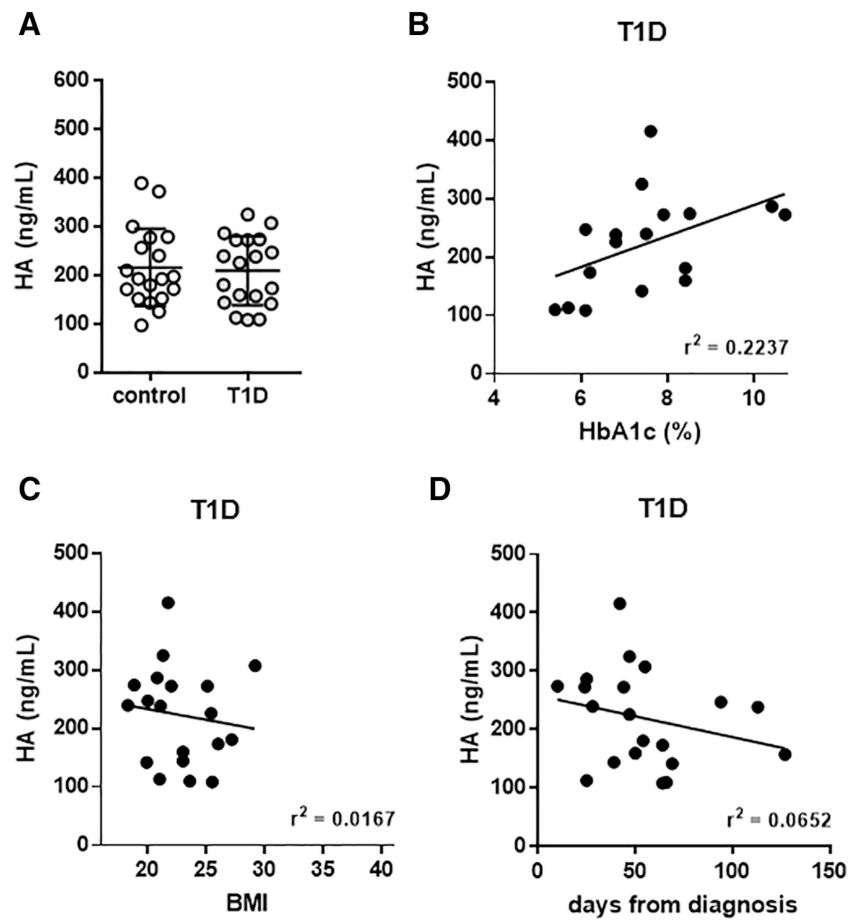 A
HA (ng/mL)
600
500
400
300
200
100
0
control T1D
B
T1D
HA (ng/mL)
500
400
300
200
100
0
r² = 0.2237
4 6 8 10
HbA1c (%)
C
T1D
HA (ng/mL)
500
400
300
200
100
0
r² = 0.0167
20 25 30 35 40
BMI
D
T1D
HA (ng/mL)
500
400
300
200
100
0
r² = 0.0652
0 50 100 150
days from diagnosis